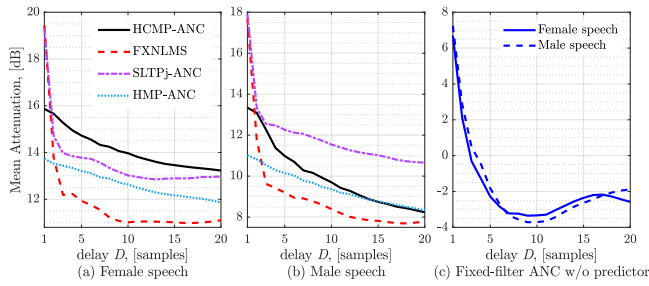 Mean Attenuation, [dB]
20
18
16
14
12
HCMP-ANC
FXNLMS
SLTPj-ANC
HMP-ANC
1
5
10
15
20
delay D, [samples]
(a) Female speech
18
16
14
12
10
8
1
5
10
15
20
delay D, [samples]
(b) Male speech
8
6
4
2
0
-2
-4
Female speech
Male speech
1
5
10
15
20
delay D, [samples]
(c) Fixed-filter ANC w/o predictor